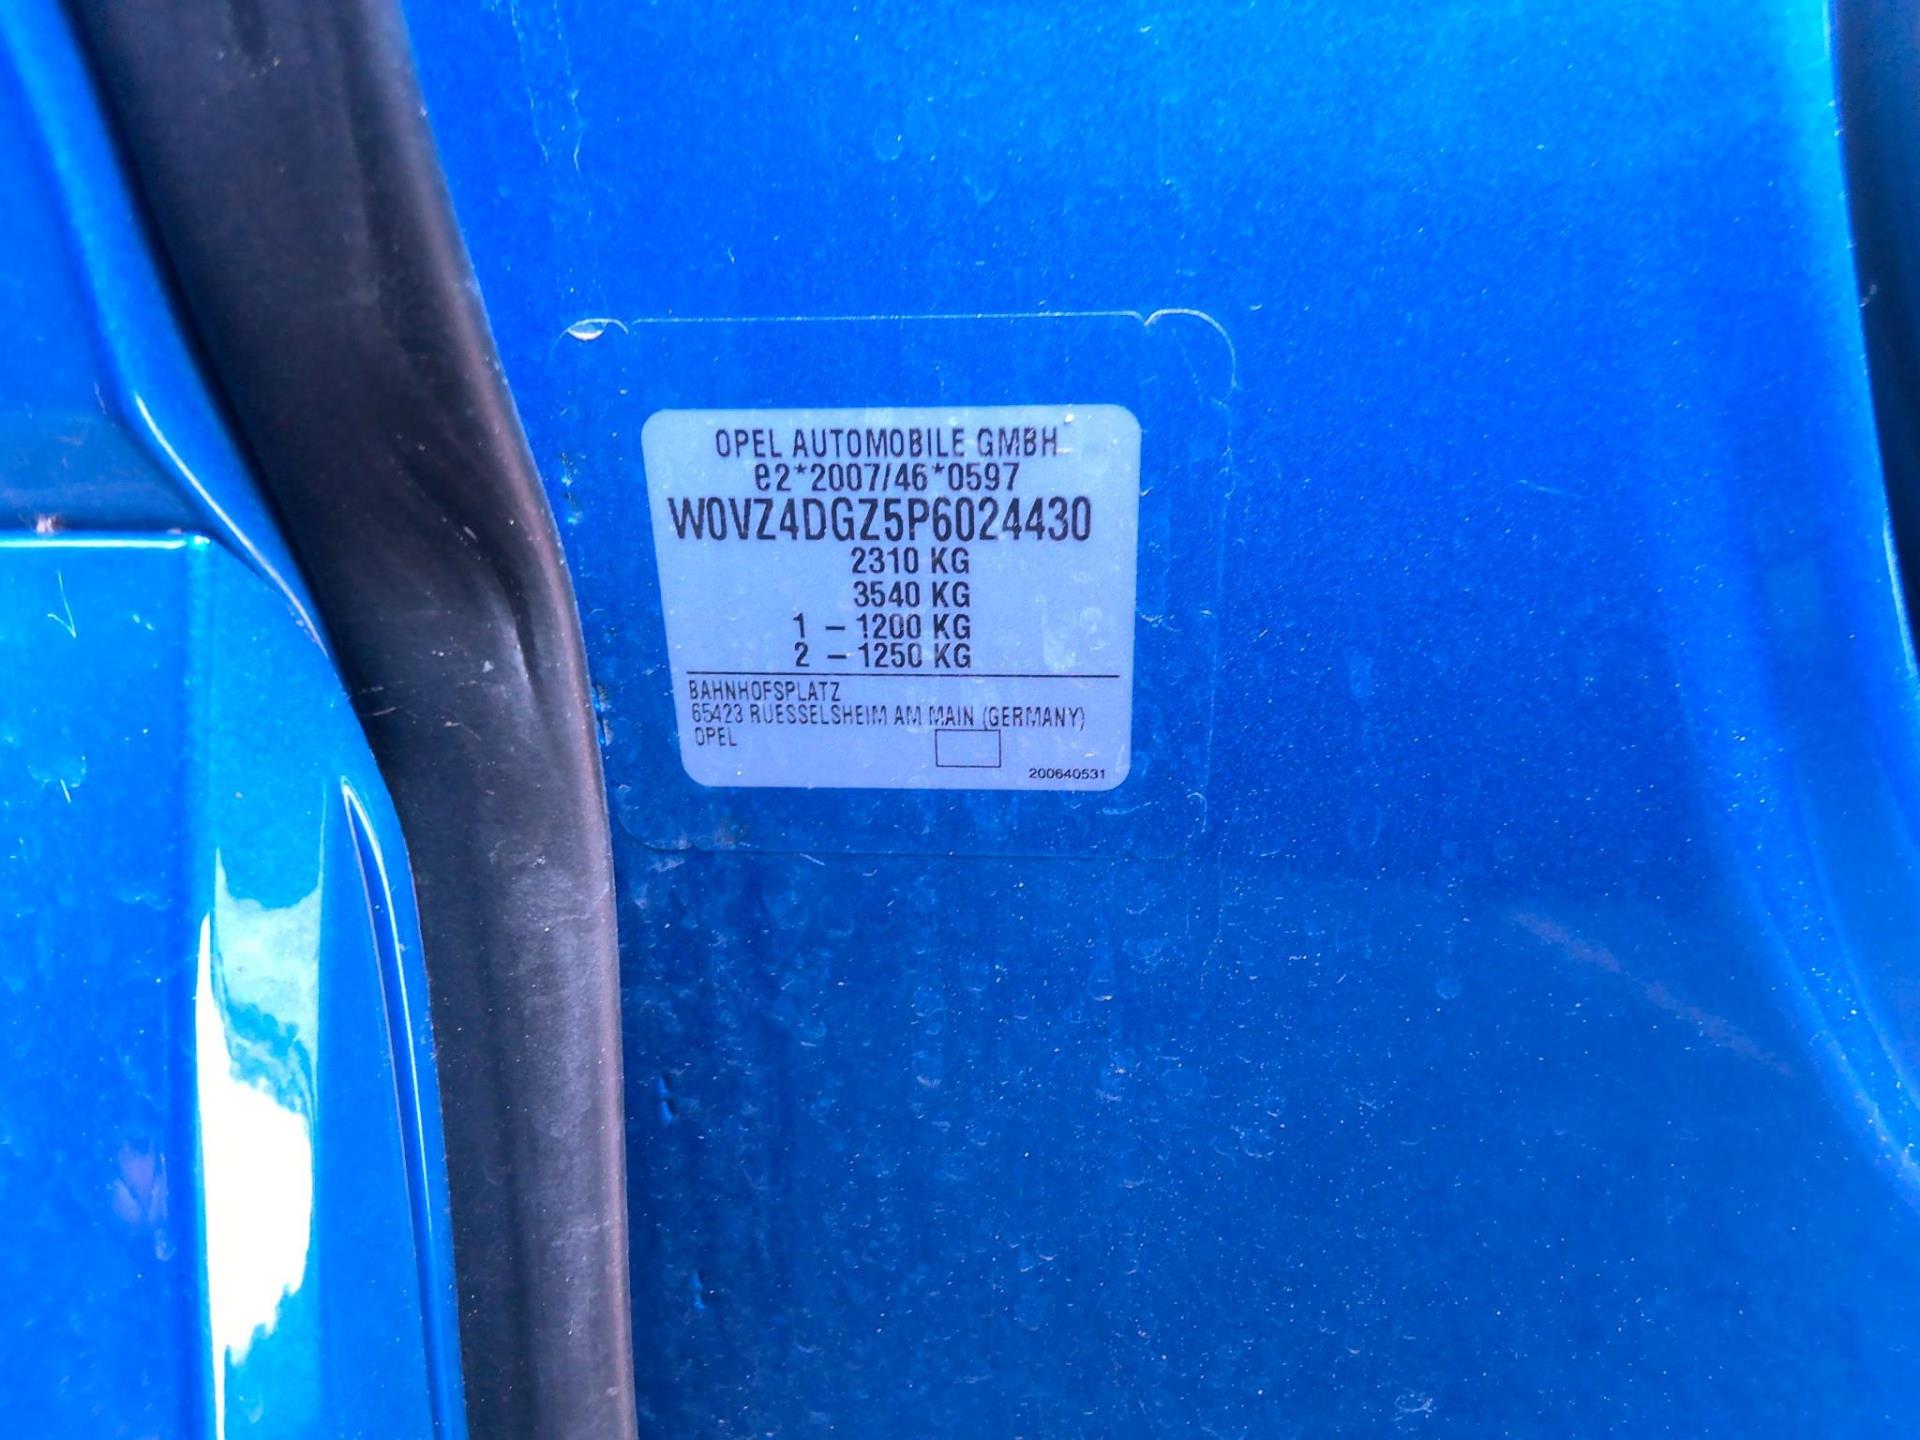 OPEL AUTOMOBILE GMBH
e2*2007/46*0597
W0VZ4DGZ5P6024430
2310 KG
3540 KG
1 – 1200 KG
2 – 1250 KG
BAHNHOFSPLATZ
65423 RUESSELSHEIM AM MAIN (GERMANY)
OPEL
200640531